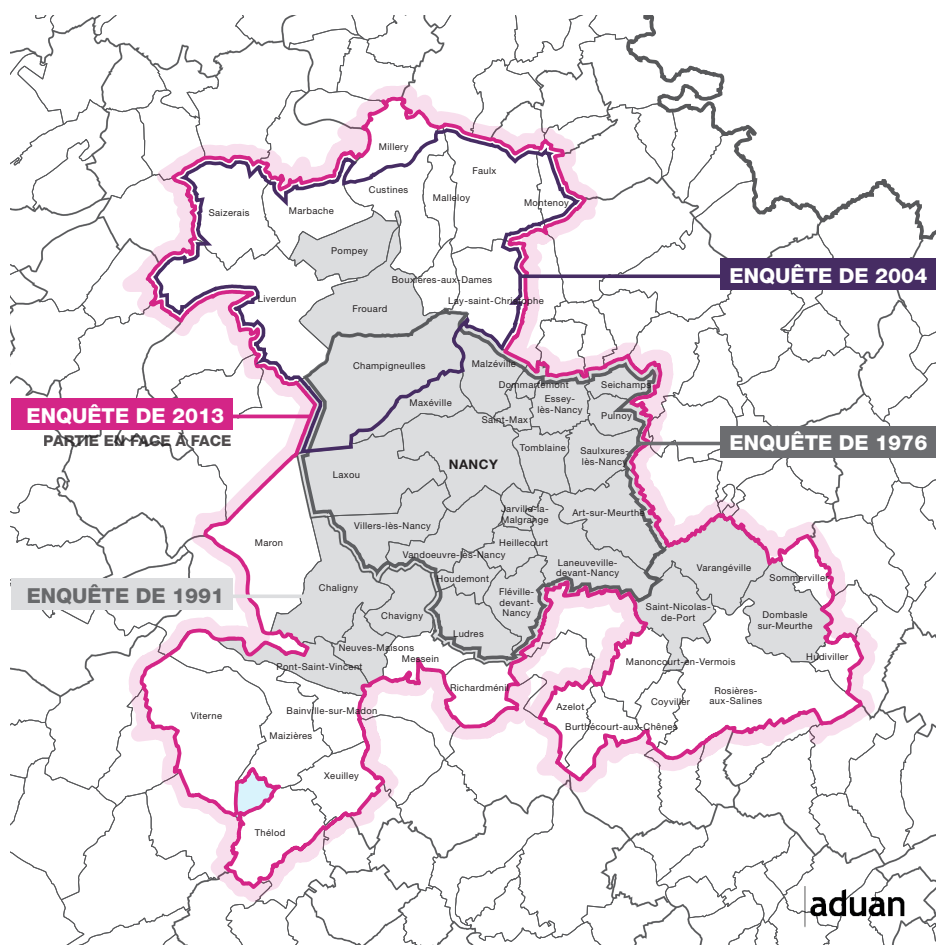 Millery
Faulx
Custines
Malleloy
Saizerais
Marbache
Montenoy
Pompey
ENQUÊTE DE 2004
Bouxières-aux-Dames
Liverdun
Lay-saint-Christophe
Frouard
Champigneulles
Malzéville
Dommartemont
Seichamps
Essey-
lès-Nancy
Maxéville
ENQUÊTE DE 2013
PARTIE EN FACE À FACE
Saint-Max
Pulnoy
ENQUÊTE DE 1976
Tomblaine
Saulxures-
lès-Nancy
NANCY
Laxou
Jarville-la-
Malgrange
Art-sur-Meurthe
Villers-lès-Nancy
Heillecourt
Maron
Vandoeuvre-lès-Nancy
Laneuveville-
devant-Nancy
Varangéville
Sommerviller
Houdemont
Chaligny
ENQUÊTE DE 1991
Fléville-
devant-
Nancy
Saint-Nicolas-
de-Port
Dombasle
sur-Meurthe
Chavigny
Ludres
Neuves-Maisons
Messein
Pont-Saint-Vincent
Manoncourt-en-Vermois
Hudiviller
Richardménil
Rosières-
aux-Salines
Viterne
Bainville-sur-Madon
Azelot
Coyviller
Burthécourt-aux-Chênes
Maizières
Xeuilley
Thélod
aduan